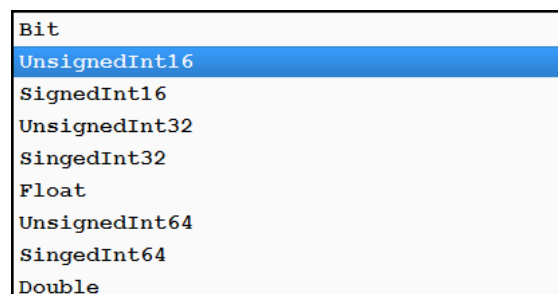 Bit
UnsignedInt16
SignedInt16
UnsignedInt32
SingedInt32
Float
UnsignedInt64
SingedInt64
Double